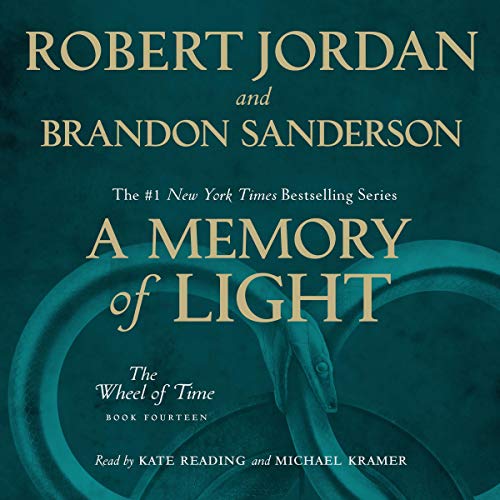 ROBERT JORDAN
and
BRANDON SANDERSON
The #1 New York Times Bestselling Series
A MEMORY
of LIGHT
The
Wheel of Time
BOOK FOURTEEN
Read by KATE READING and MICHAEL KRAMER